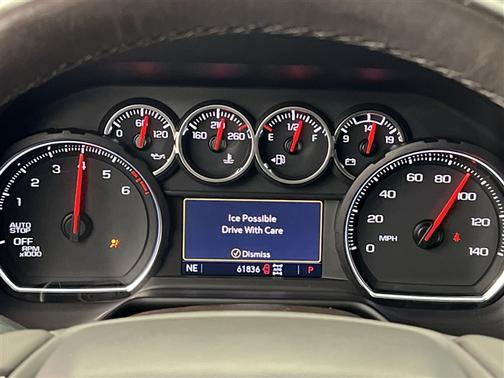 0 60 120
160 210 260
E 1/2 F
9 14 19
1 2 3 4 5 6
AUTO
STOP
OFF
RPM
x1000
Ice Possible
Drive With Care
Dismiss
NE 61836 P
0 20 40 60 80 100 120 140
MPH